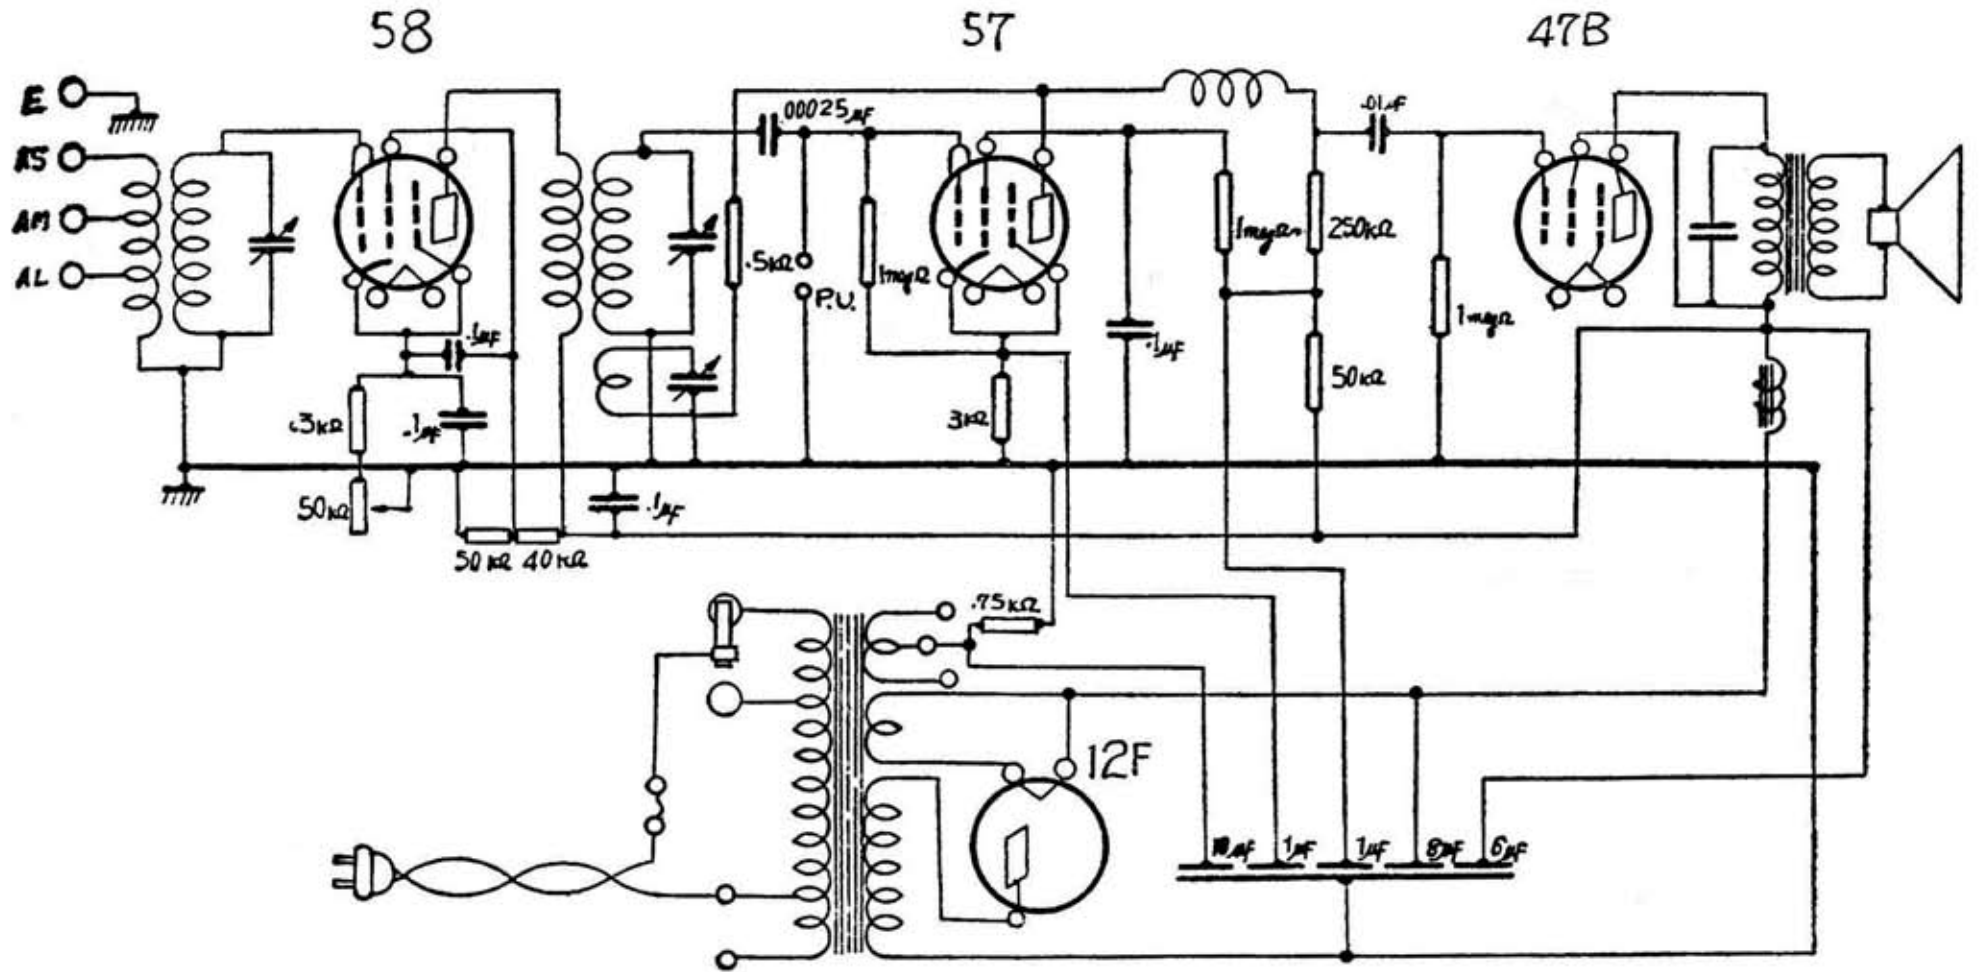 58
57
47B
E
AS
AM
AL
.00025μF
.01μF
.5kΩ
P.U.
1megΩ
1megΩ
250kΩ
.1μF
.1μF
1megΩ
50kΩ
.3kΩ
.1μF
3kΩ
50kΩ
.1μF
50kΩ 40kΩ
.75kΩ
12F
10μF 1μF 1μF 8μF 6μF